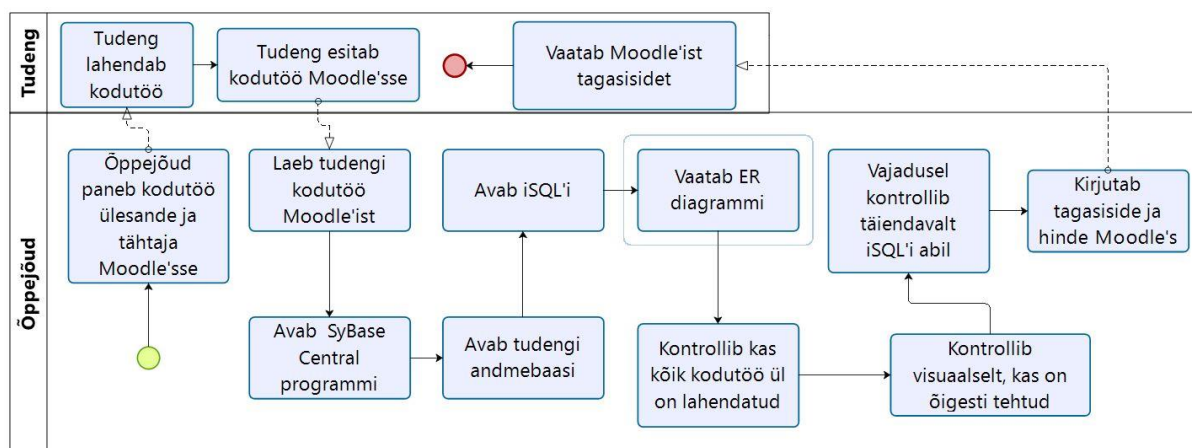 Tudeng
Tudeng
lahendab
kodutöö
Tudeng esitab
kodutöö Moodle'sse
Vaatab Moodle'ist
tagasisidet
Õppejõud
Õppejõud
paneb kodutöö
ülesande ja
tähtaja
Moodle'sse
Laeb tudengi
kodutöö
Moodle'ist
Avab SyBase
Central
programmi
Avab tudengi
andmebaasi
Avab iSQL'i
Vaatab ER
diagrammi
Kontrollib kas
kõik kodutöö ül
on lahendatud
Kontrollib
visuaalselt, kas on
õigesti tehtud
Vajadusel
kontrollib
täiendavalt
iSQL'i abil
Kirjutab
tagasiside ja
hinde Moodle's